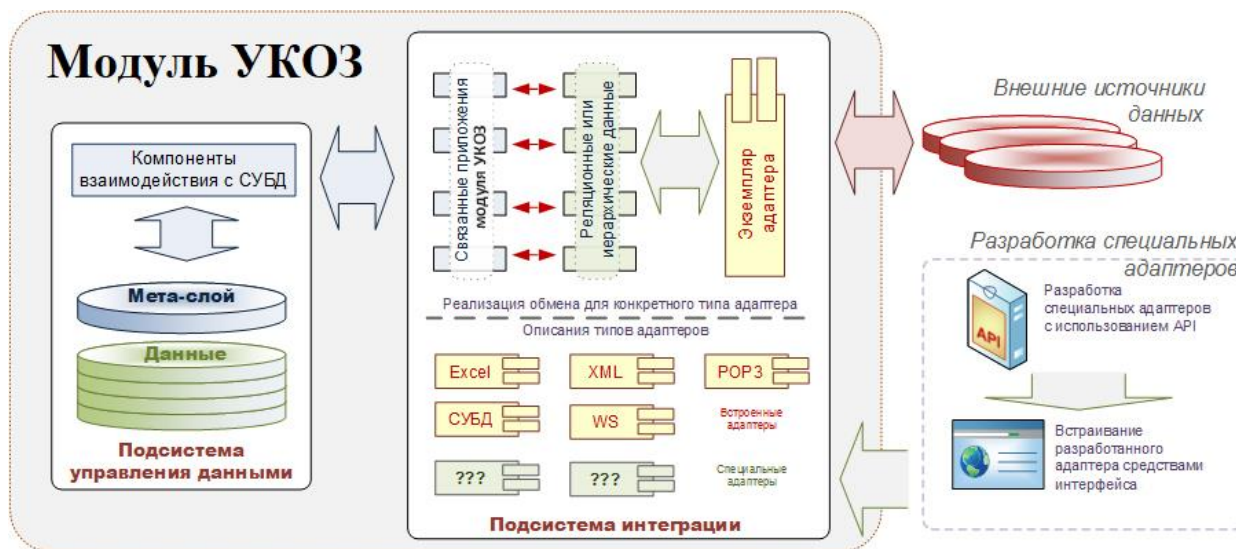 Модуль УКОЗ
Компоненты
взаимодействия с СУБД
Мета-слой
Данные
Подсистема
управления данными
Связанные приложения
модуля УКОЗ
Реляционные или
иерархические данные
Экземпляр
адаптера
Реализация обмена для конкретного типа адаптера
Описания типов адаптеров
Excel
XML
POP3
СУБД
WS
Встроенные
адаптеры
???
???
Специальные
адаптеры
Подсистема интеграции
Внешние источники
данных
Разработка специальных
адаптеров
API
Разработка
специальных адаптеров
с использованием API
Встраивание
разработанного
адаптера средствами
интерфейса